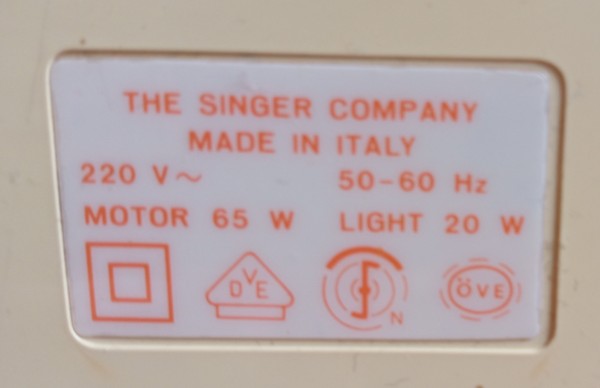 THE SINGER COMPANY
MADE IN ITALY
220 V~ 50-60 Hz
MOTOR 65 W LIGHT 20 W
DVE N ÖVE